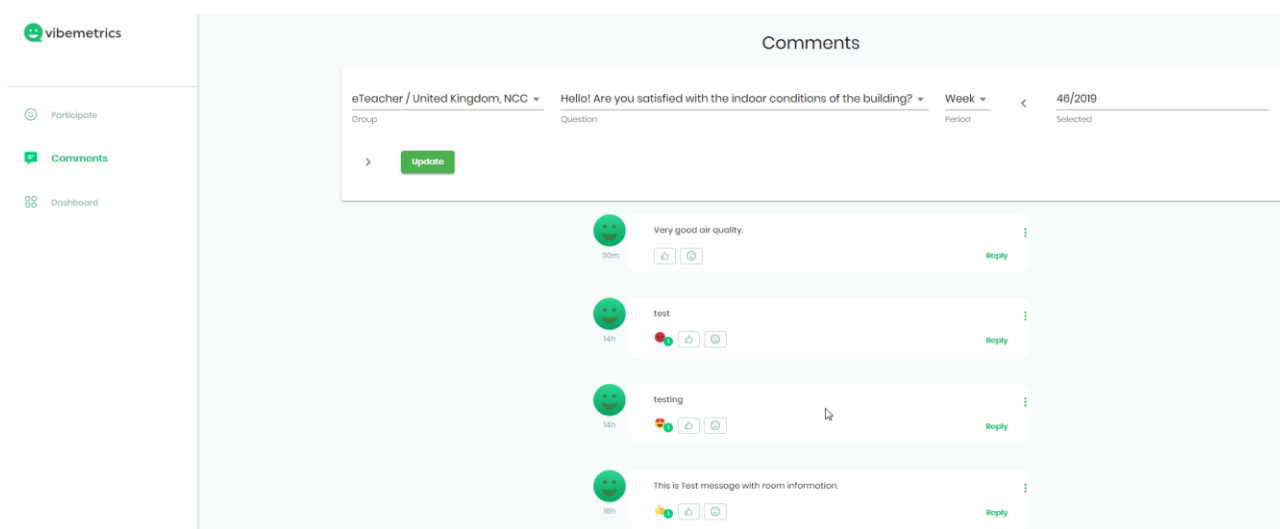 vibemetrics
Participate
Comments
Dashboard
Comments
eTeacher / United Kingdom, NCC
Group
Hello! Are you satisfied with the indoor conditions of the building?
Question
Week
Period
46/2019
Selected
Update
Very good air quality.
30m
Reply
test
14h
1
Reply
testing
14h
1
Reply
This is Test message with room information.
16h
1
Reply